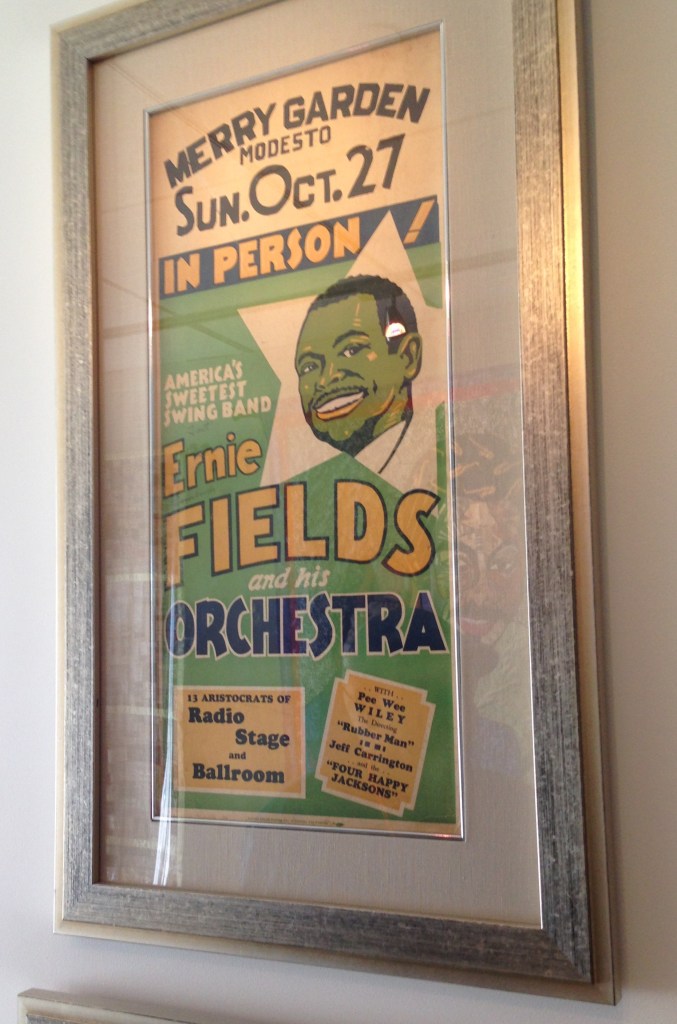 MERRY GARDEN
MODESTO
SUN. OCT. 27
IN PERSON!
AMERICA'S
SWEETEST
SWING BAND
Ernie
FIELDS
and his
ORCHESTRA
13 ARISTOCRATS OF
Radio
Stage
and
Ballroom
.. WITH ..
Pee Wee
WILEY
The Directing
"Rubber Man"
Jeff Carrington
and the
"FOUR HAPPY
JACKSONS"